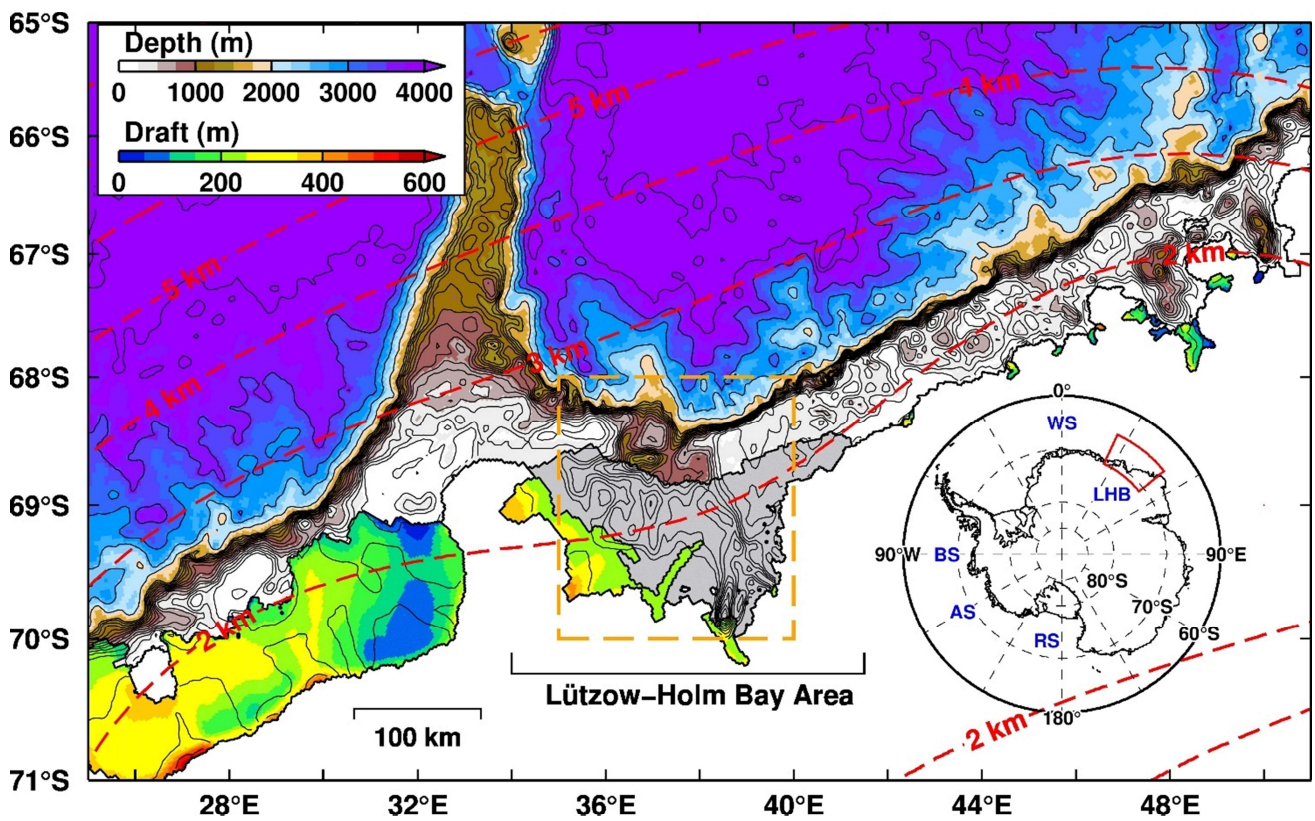 65°S
66°S
67°S
68°S
69°S
70°S
71°S
Depth (m)
0 1000 2000 3000 4000
Draft (m)
0 200 400 600
5 km
4 km
5 km
2 km
4 km
3 km
2 km
2 km
Lützow–Holm Bay Area
100 km
0°
WS
LHB
90°W
BS
90°E
80°S
AS
70°S
RS
60°S
180°
28°E 32°E 36°E 40°E 44°E 48°E